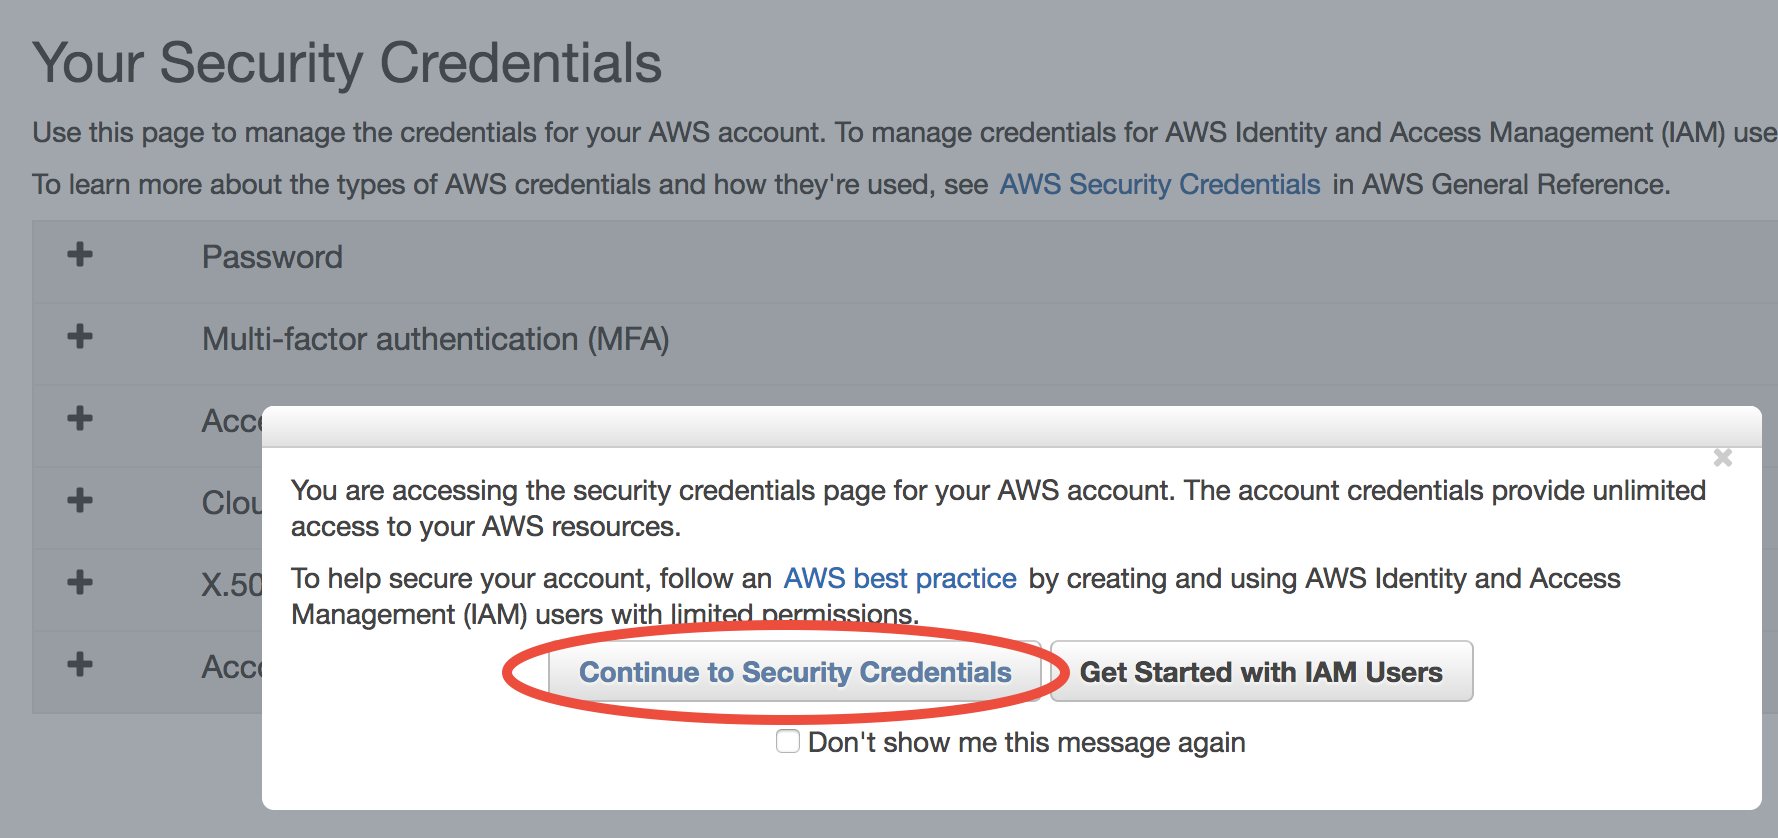 Your Security Credentials
Use this page to manage the credentials for your AWS account. To manage credentials for AWS Identity and Access Management (IAM) use
To learn more about the types of AWS credentials and how they're used, see AWS Security Credentials in AWS General Reference.
Password
Multi-factor authentication (MFA)
Acce
Clou
X.50
Acco
You are accessing the security credentials page for your AWS account. The account credentials provide unlimited
access to your AWS resources.
To help secure your account, follow an AWS best practice by creating and using AWS Identity and Access
Management (IAM) users with limited permissions.
Continue to Security Credentials
Get Started with IAM Users
Don't show me this message again